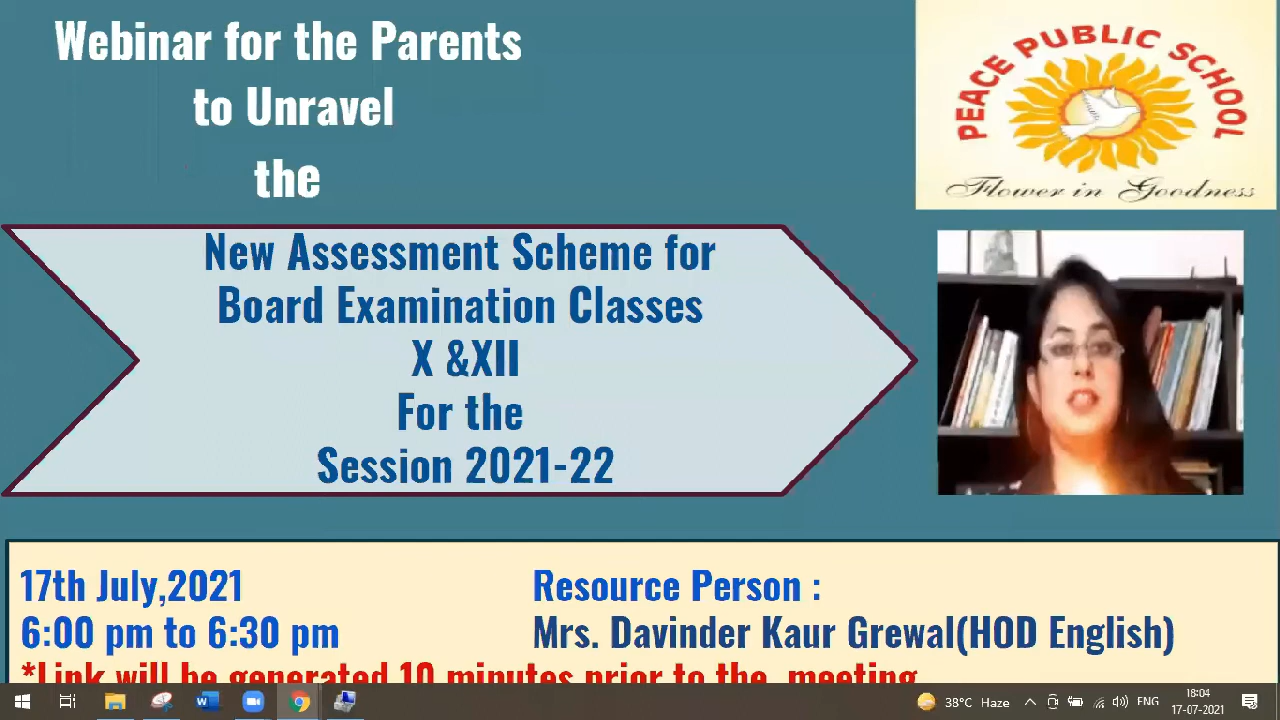 Webinar for the Parents
to Unravel
the
PEACE PUBLIC SCHOOL
Flower in Goodness
New Assessment Scheme for
Board Examination Classes
X &XII
For the
Session 2021-22
17th July,2021
6:00 pm to 6:30 pm
Resource Person :
Mrs. Davinder Kaur Grewal(HOD English)
*Link will be generated 10 minutes prior to the meeting
38°C Haze
ENG
18:04
17-07-2021